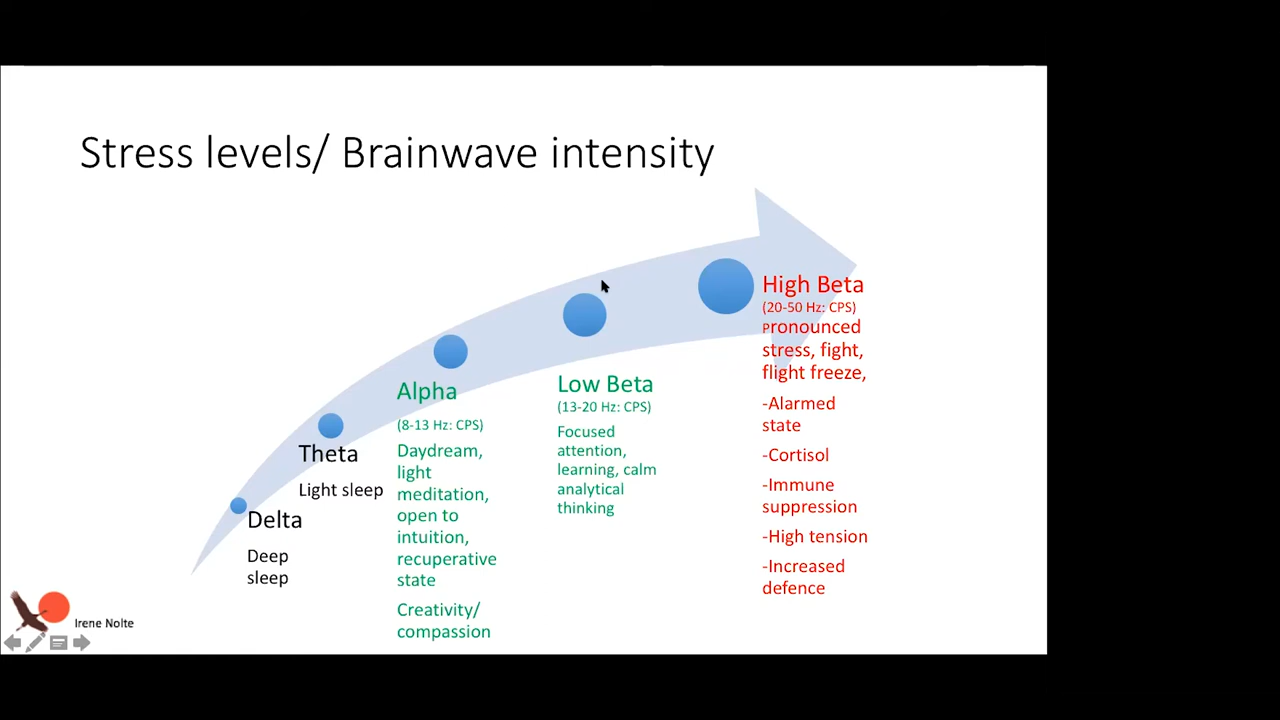 Stress levels/ Brainwave intensity
Delta
Deep
sleep
Theta
Light sleep
Alpha
(8-13 Hz: CPS)
Daydream,
light
meditation,
open to
intuition,
recuperative
state
Creativity/
compassion
Low Beta
(13-20 Hz: CPS)
Focused
attention,
learning, calm
analytical
thinking
High Beta
(20-50 Hz: CPS)
Pronounced
stress, fight,
flight freeze,
-Alarmed
state
-Cortisol
-Immune
suppression
-High tension
-Increased
defence
Irene Nolte